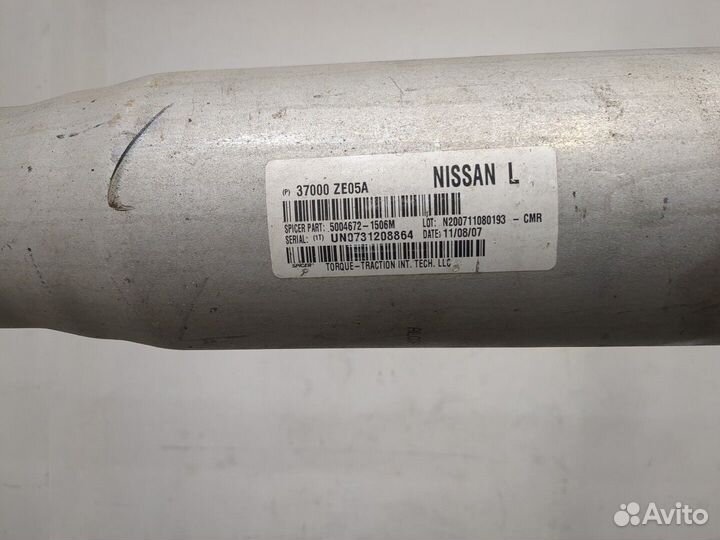 (P) 37000 ZE05A NISSAN L
SPICER PART: 5004672-1506M LOT: N200711080193 - CMR
SERIAL: (1T) UN0731208864 DATE: 11/08/07
SPICER TORQUE-TRACTION INT. TECH. LLC
Avito